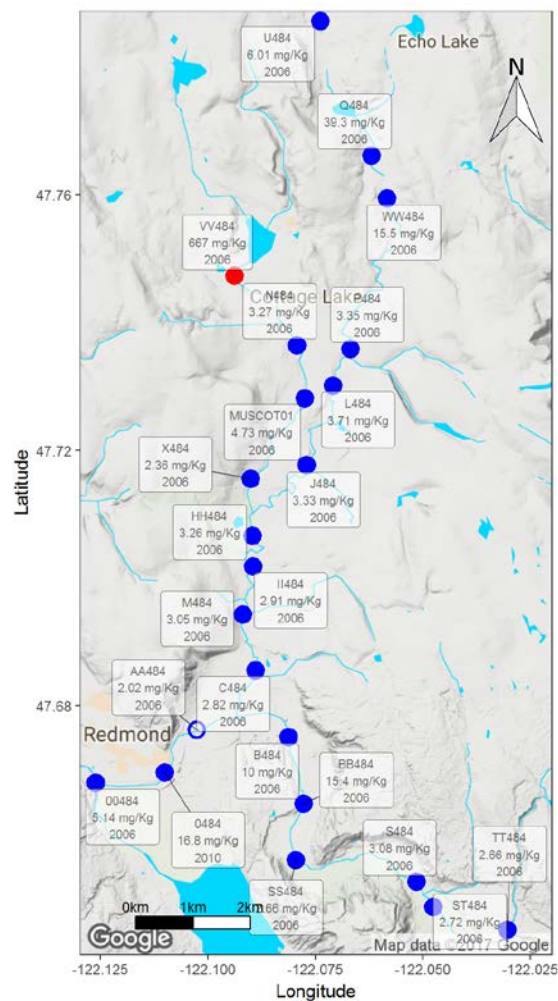 Echo Lake
N
U484
6.01 mg/Kg
2006
Q484
39.3 mg/Kg
2006
47.76
WW484
15.5 mg/Kg
2006
VV484
667 mg/Kg
2006
Cottage Lake
N484
3.27 mg/Kg
2006
P484
3.35 mg/Kg
2006
L484
3.71 mg/Kg
2006
MUSCOT01
4.73 mg/Kg
2006
47.72
X484
2.36 mg/Kg
2006
J484
3.33 mg/Kg
2006
Latitude
HH484
3.26 mg/Kg
2006
II484
2.91 mg/Kg
2006
M484
3.05 mg/Kg
2006
AA484
2.02 mg/Kg
2006
C484
2.82 mg/Kg
2006
47.68
Redmond
B484
10 mg/Kg
2006
BB484
15.4 mg/Kg
2006
00484
5.14 mg/Kg
2006
0484
16.8 mg/Kg
2010
S484
3.08 mg/Kg
2006
TT484
2.66 mg/Kg
2006
SS484
.66 mg/Kg
2006
ST484
2.72 mg/Kg
2006
0km 1km 2km
Google
Map data ©2017 Google
-122.125 -122.100 -122.075 -122.050 -122.025
Longitude